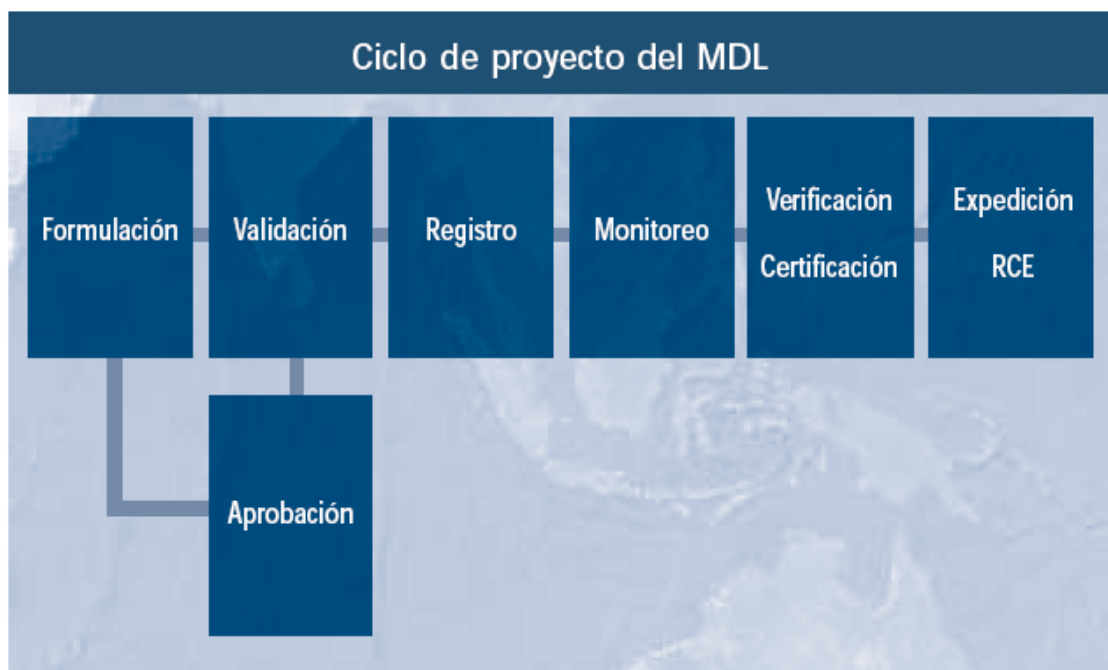 Ciclo de proyecto del MDL
Formulación
Validación
Registro
Monitoreo
Verificación
Certificación
Expedición
RCE
Aprobación